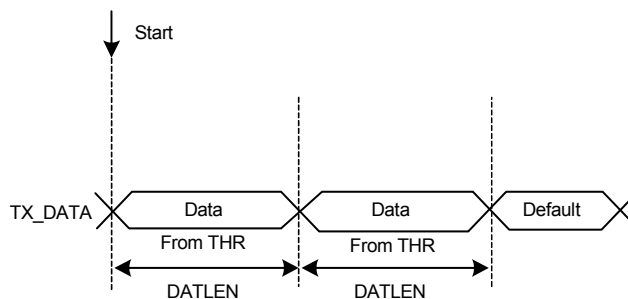 Start
TX_DATA
Data
Data
Default
From THR
From THR
DATLEN
DATLEN